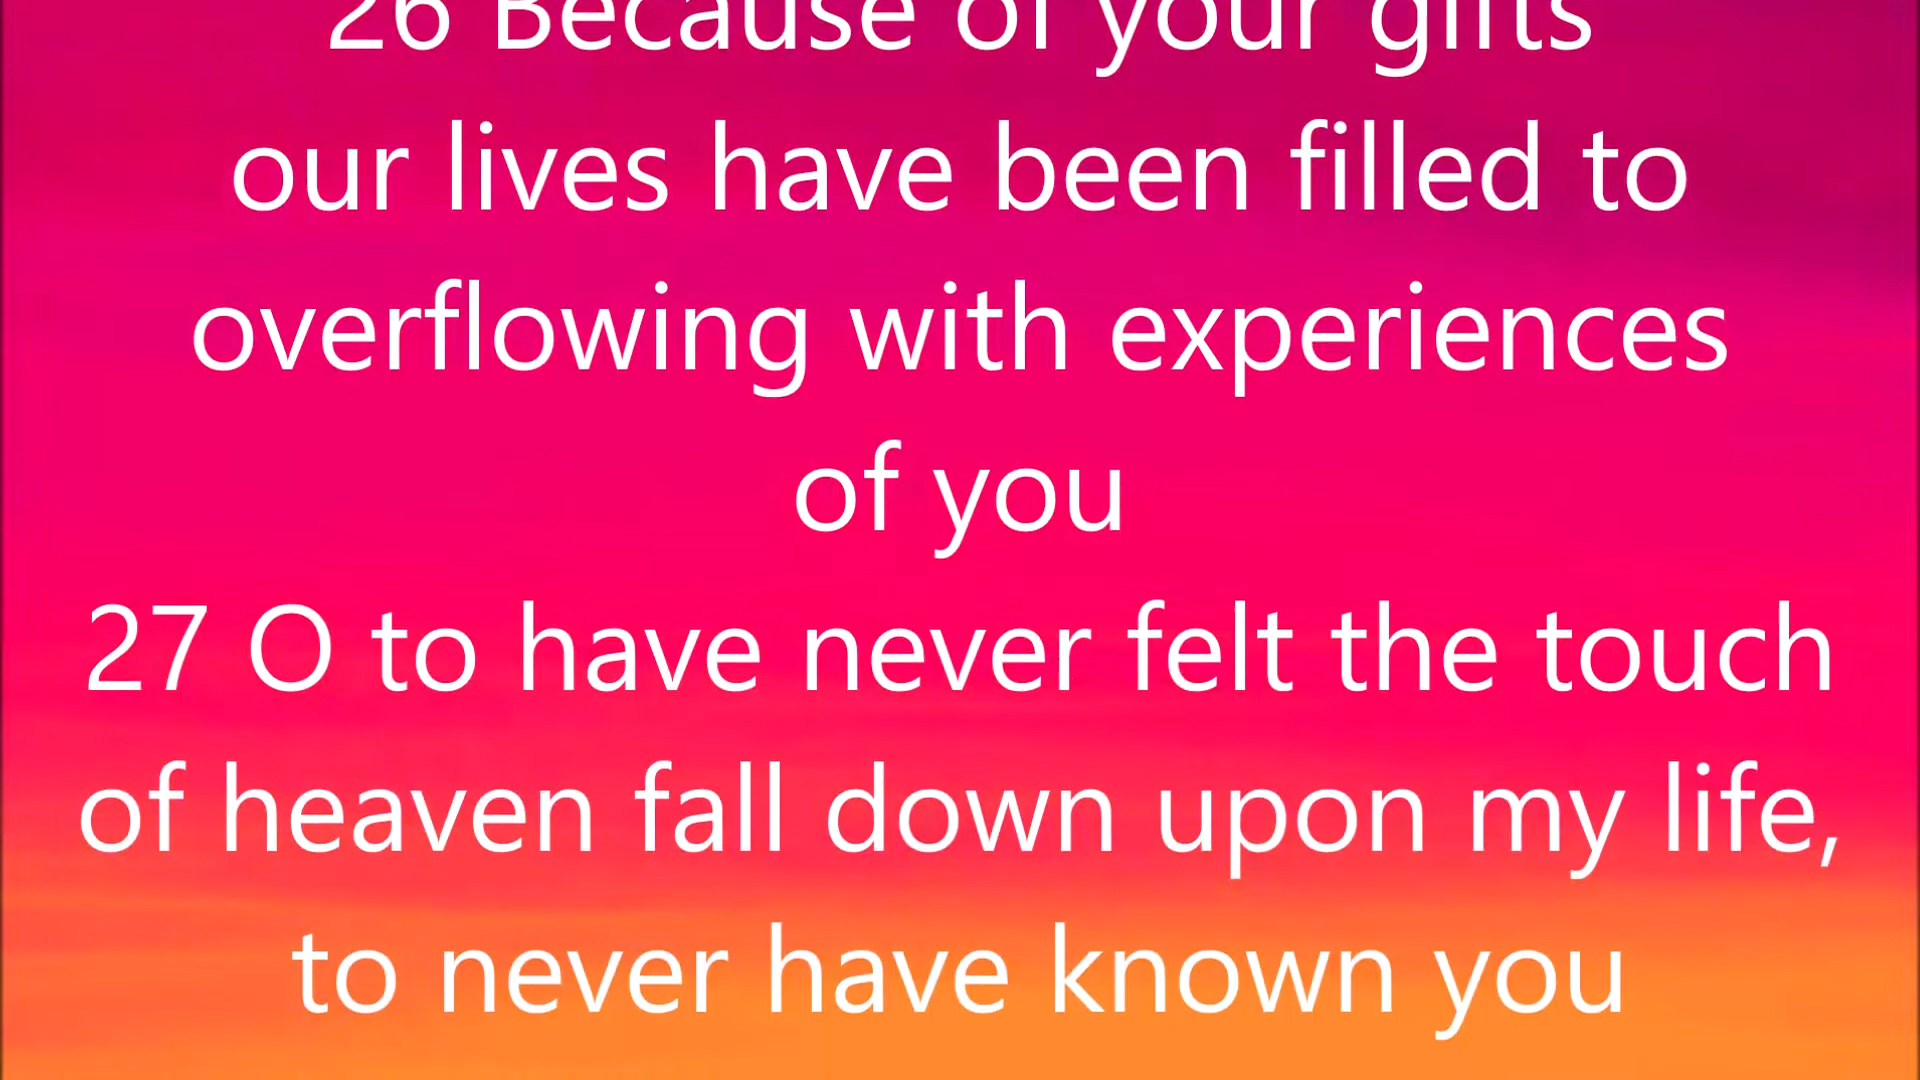 26 Because of your gifts
our lives have been filled to
overflowing with experiences
of you
27 O to have never felt the touch
of heaven fall down upon my life,
to never have known you